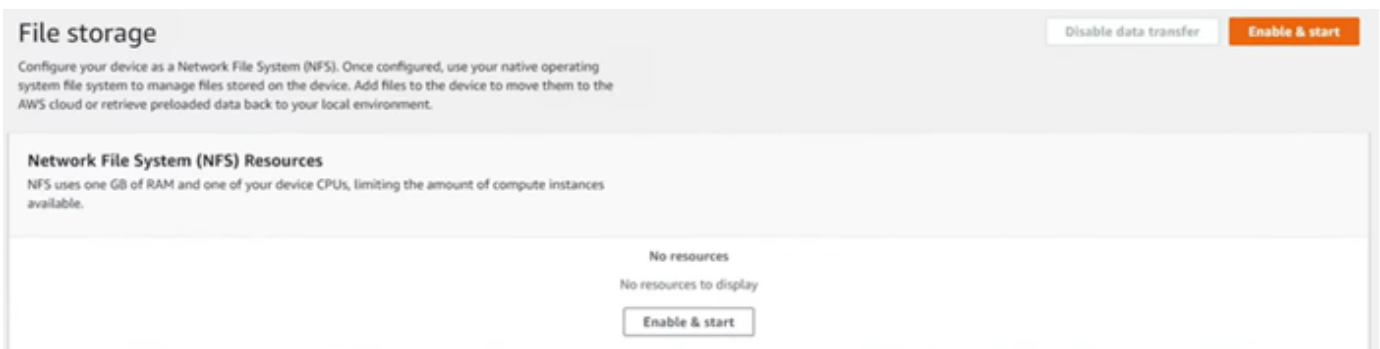 File storage
Disable data transfer
Enable & start
Configure your device as a Network File System (NFS). Once configured, use your native operating
system file system to manage files stored on the device. Add files to the device to move them to the
AWS cloud or retrieve preloaded data back to your local environment.
Network File System (NFS) Resources
NFS uses one GB of RAM and one of your device CPUs, limiting the amount of compute instances
available.
No resources
No resources to display
Enable & start